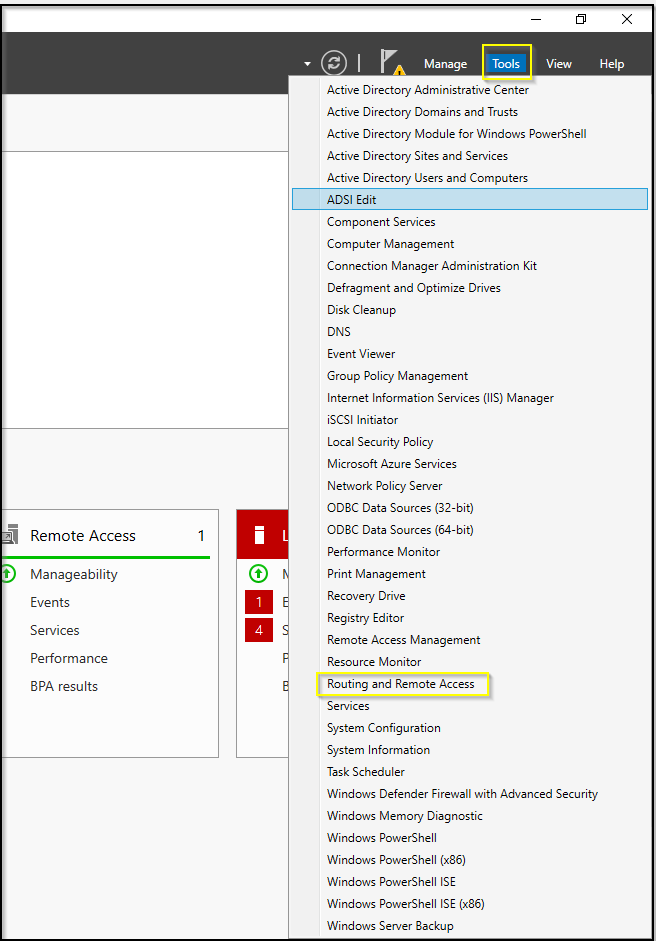 Manage Tools View Help
Active Directory Administrative Center
Active Directory Domains and Trusts
Active Directory Module for Windows PowerShell
Active Directory Sites and Services
Active Directory Users and Computers
ADSI Edit
Component Services
Computer Management
Connection Manager Administration Kit
Defragment and Optimize Drives
Disk Cleanup
DNS
Event Viewer
Group Policy Management
Internet Information Services (IIS) Manager
iSCSI Initiator
Local Security Policy
Microsoft Azure Services
Network Policy Server
ODBC Data Sources (32-bit)
ODBC Data Sources (64-bit)
Performance Monitor
Print Management
Recovery Drive
Registry Editor
Remote Access Management
Resource Monitor
Routing and Remote Access
Services
System Configuration
System Information
Task Scheduler
Windows Defender Firewall with Advanced Security
Windows Memory Diagnostic
Windows PowerShell
Windows PowerShell (x86)
Windows PowerShell ISE
Windows PowerShell ISE (x86)
Windows Server Backup
Remote Access 1
Manageability
Events
Services
Performance
BPA results
1
4